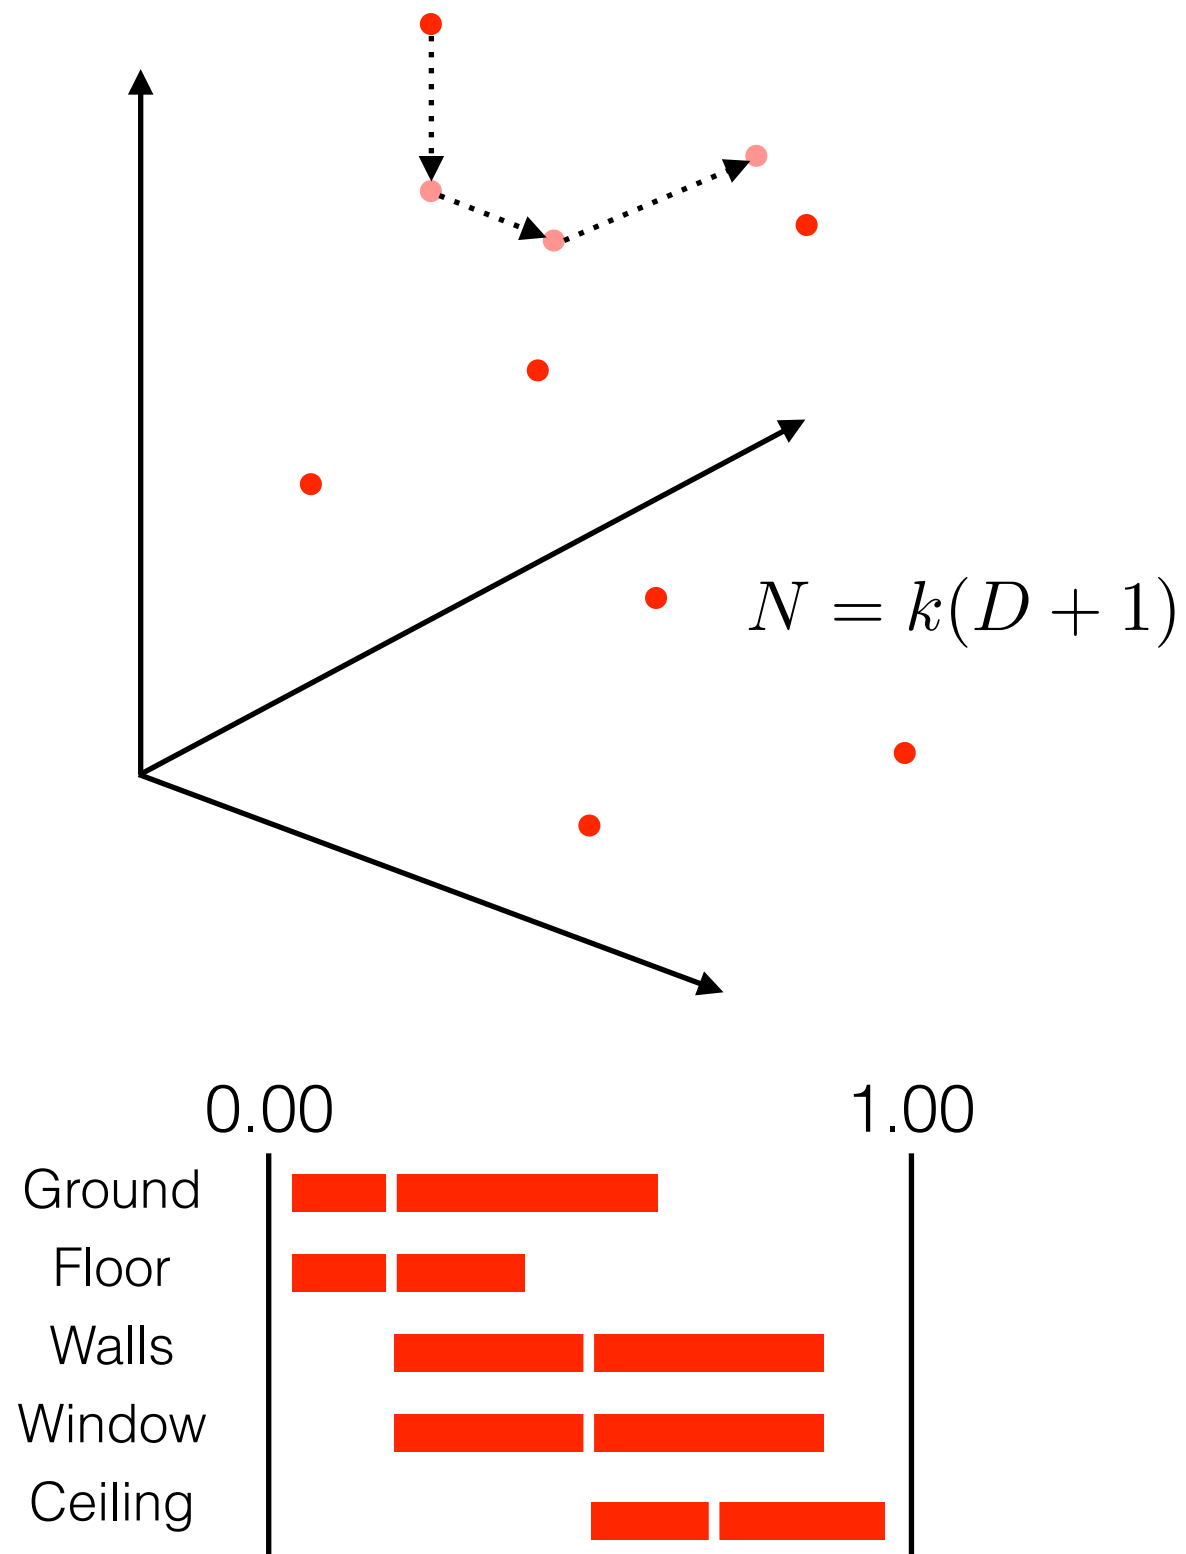 N = k(D + 1)
0.00 1.00
Ground
Floor
Walls
Window
Ceiling